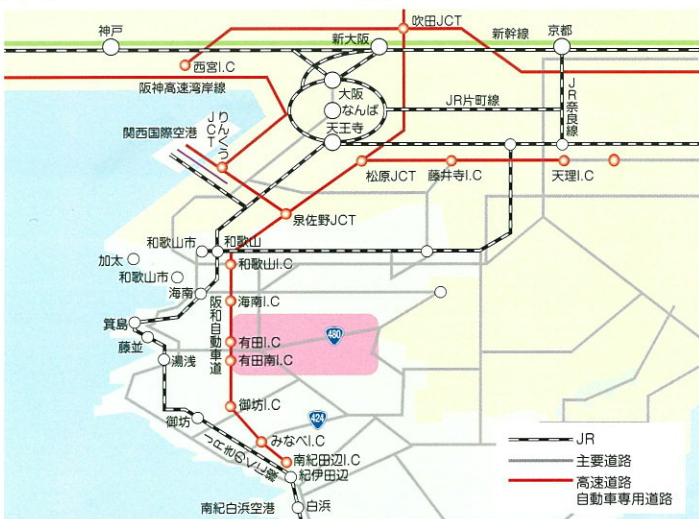 吹田JCT
神戸
新大阪
新幹線
京都
西宮I.C
阪神高速湾岸線
大阪
なんば
天王寺
JR片町線
JR奈良線
りんくうJCT
関西国際空港
松原JCT
藤井寺I.C
天理I.C
泉佐野JCT
和歌山市
和歌山
加太
和歌山市
和歌山I.C
海南
海南I.C
阪和自動車道
箕島
藤並
湯浅
有田I.C
有田南I.C
480
御坊I.C
御坊
424
みなべI.C
JRきのくに線
南紀田辺I.C
紀伊田辺
南紀白浜空港
白浜
JR
主要道路
高速道路
自動車専用道路